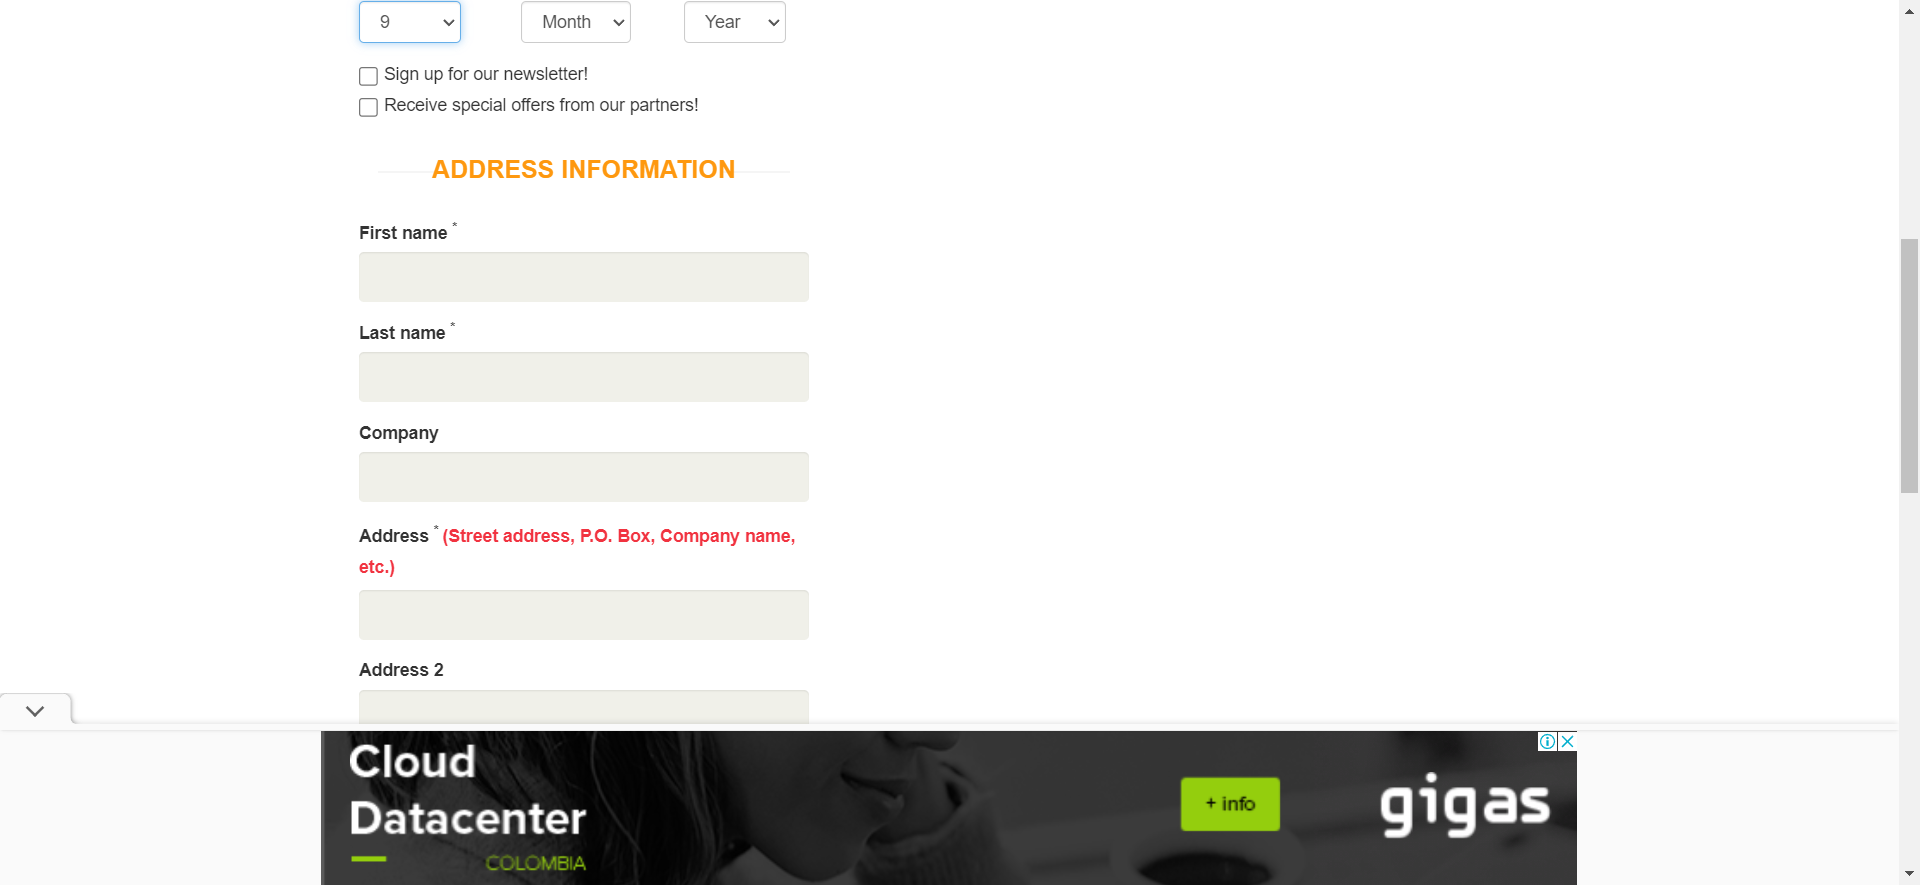 9 Month Year
Sign up for our newsletter!
Receive special offers from our partners!
ADDRESS INFORMATION
First name *
Last name *
Company
Address * (Street address, P.O. Box, Company name,
etc.)
Address 2
Cloud
Datacenter
COLOMBIA
+ info
gigas